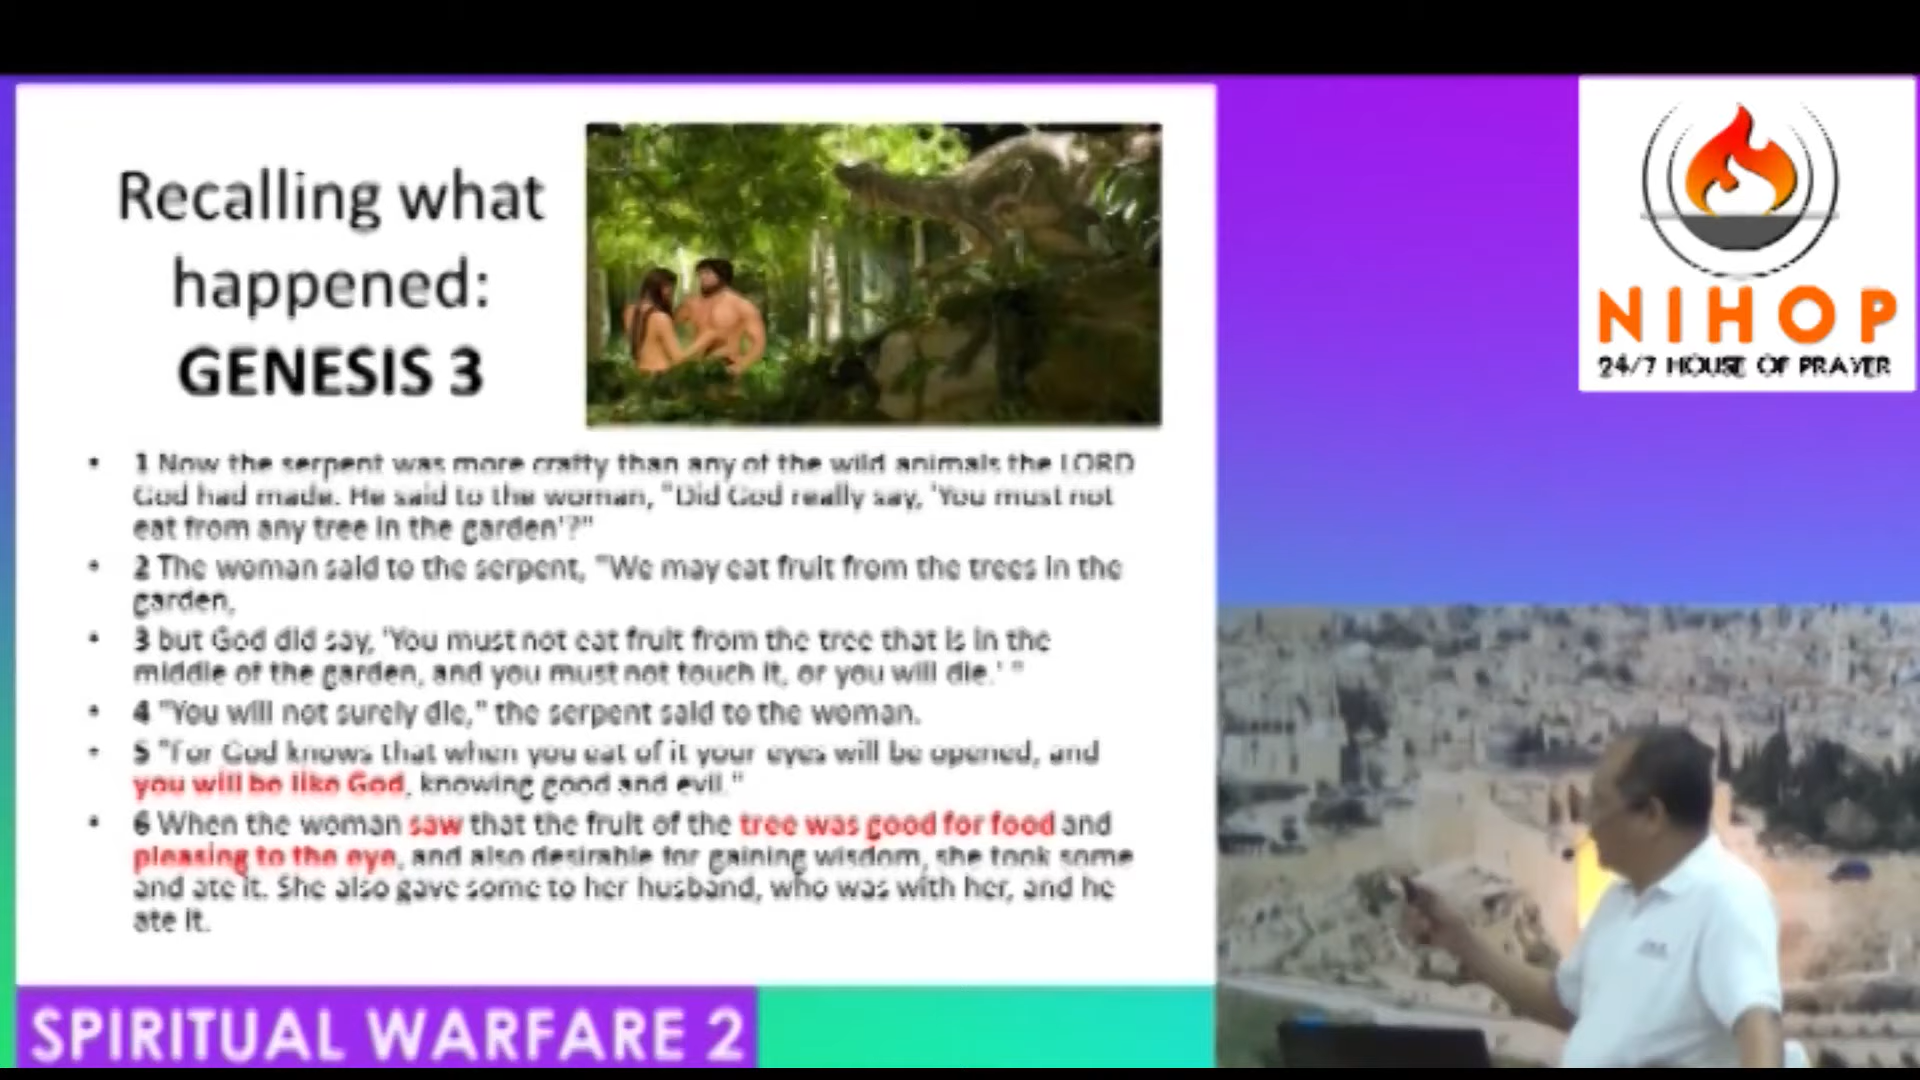 Recalling what
happened:
GENESIS 3
NIHOP
24/7 HOUSE OF PRAYER
• 1 Now the serpent was more crafty than any of the wild animals the LORD
God had made. He said to the woman, "Did God really say, 'You must not
eat from any tree in the garden'?"
• 2 The woman said to the serpent, "We may eat fruit from the trees in the
garden,
• 3 but God did say, 'You must not eat fruit from the tree that is in the
middle of the garden, and you must not touch it, or you will die.' "
• 4 "You will not surely die," the serpent said to the woman.
• 5 "For God knows that when you eat of it your eyes will be opened, and
you will be like God, knowing good and evil."
• 6 When the woman saw that the fruit of the tree was good for food and
pleasing to the eye, and also desirable for gaining wisdom, she took some
and ate it. She also gave some to her husband, who was with her, and he
ate it.
SPIRITUAL WARFARE 2